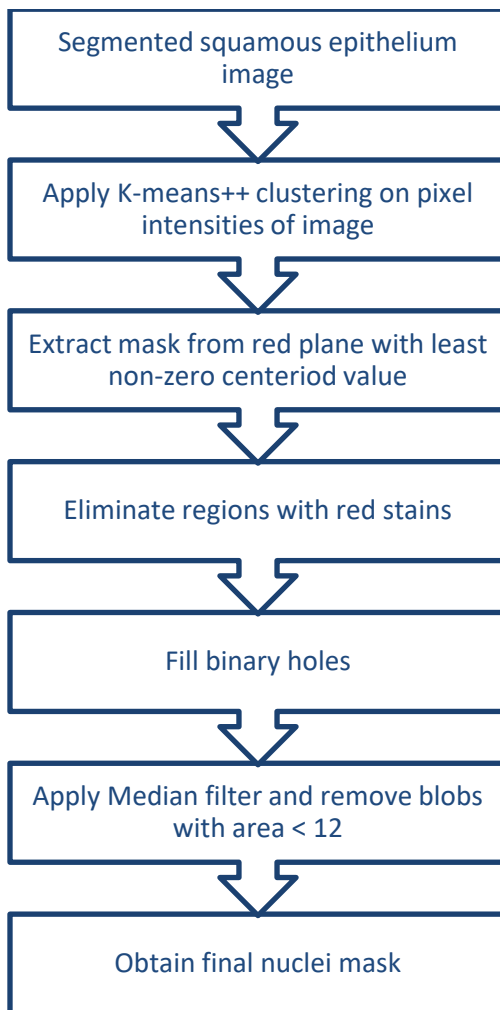 Segmented squamous epithelium
image
Apply K-means++ clustering on pixel
intensities of image
Extract mask from red plane with least
non-zero centeriod value
Eliminate regions with red stains
Fill binary holes
Apply Median filter and remove blobs
with area < 12
Obtain final nuclei mask